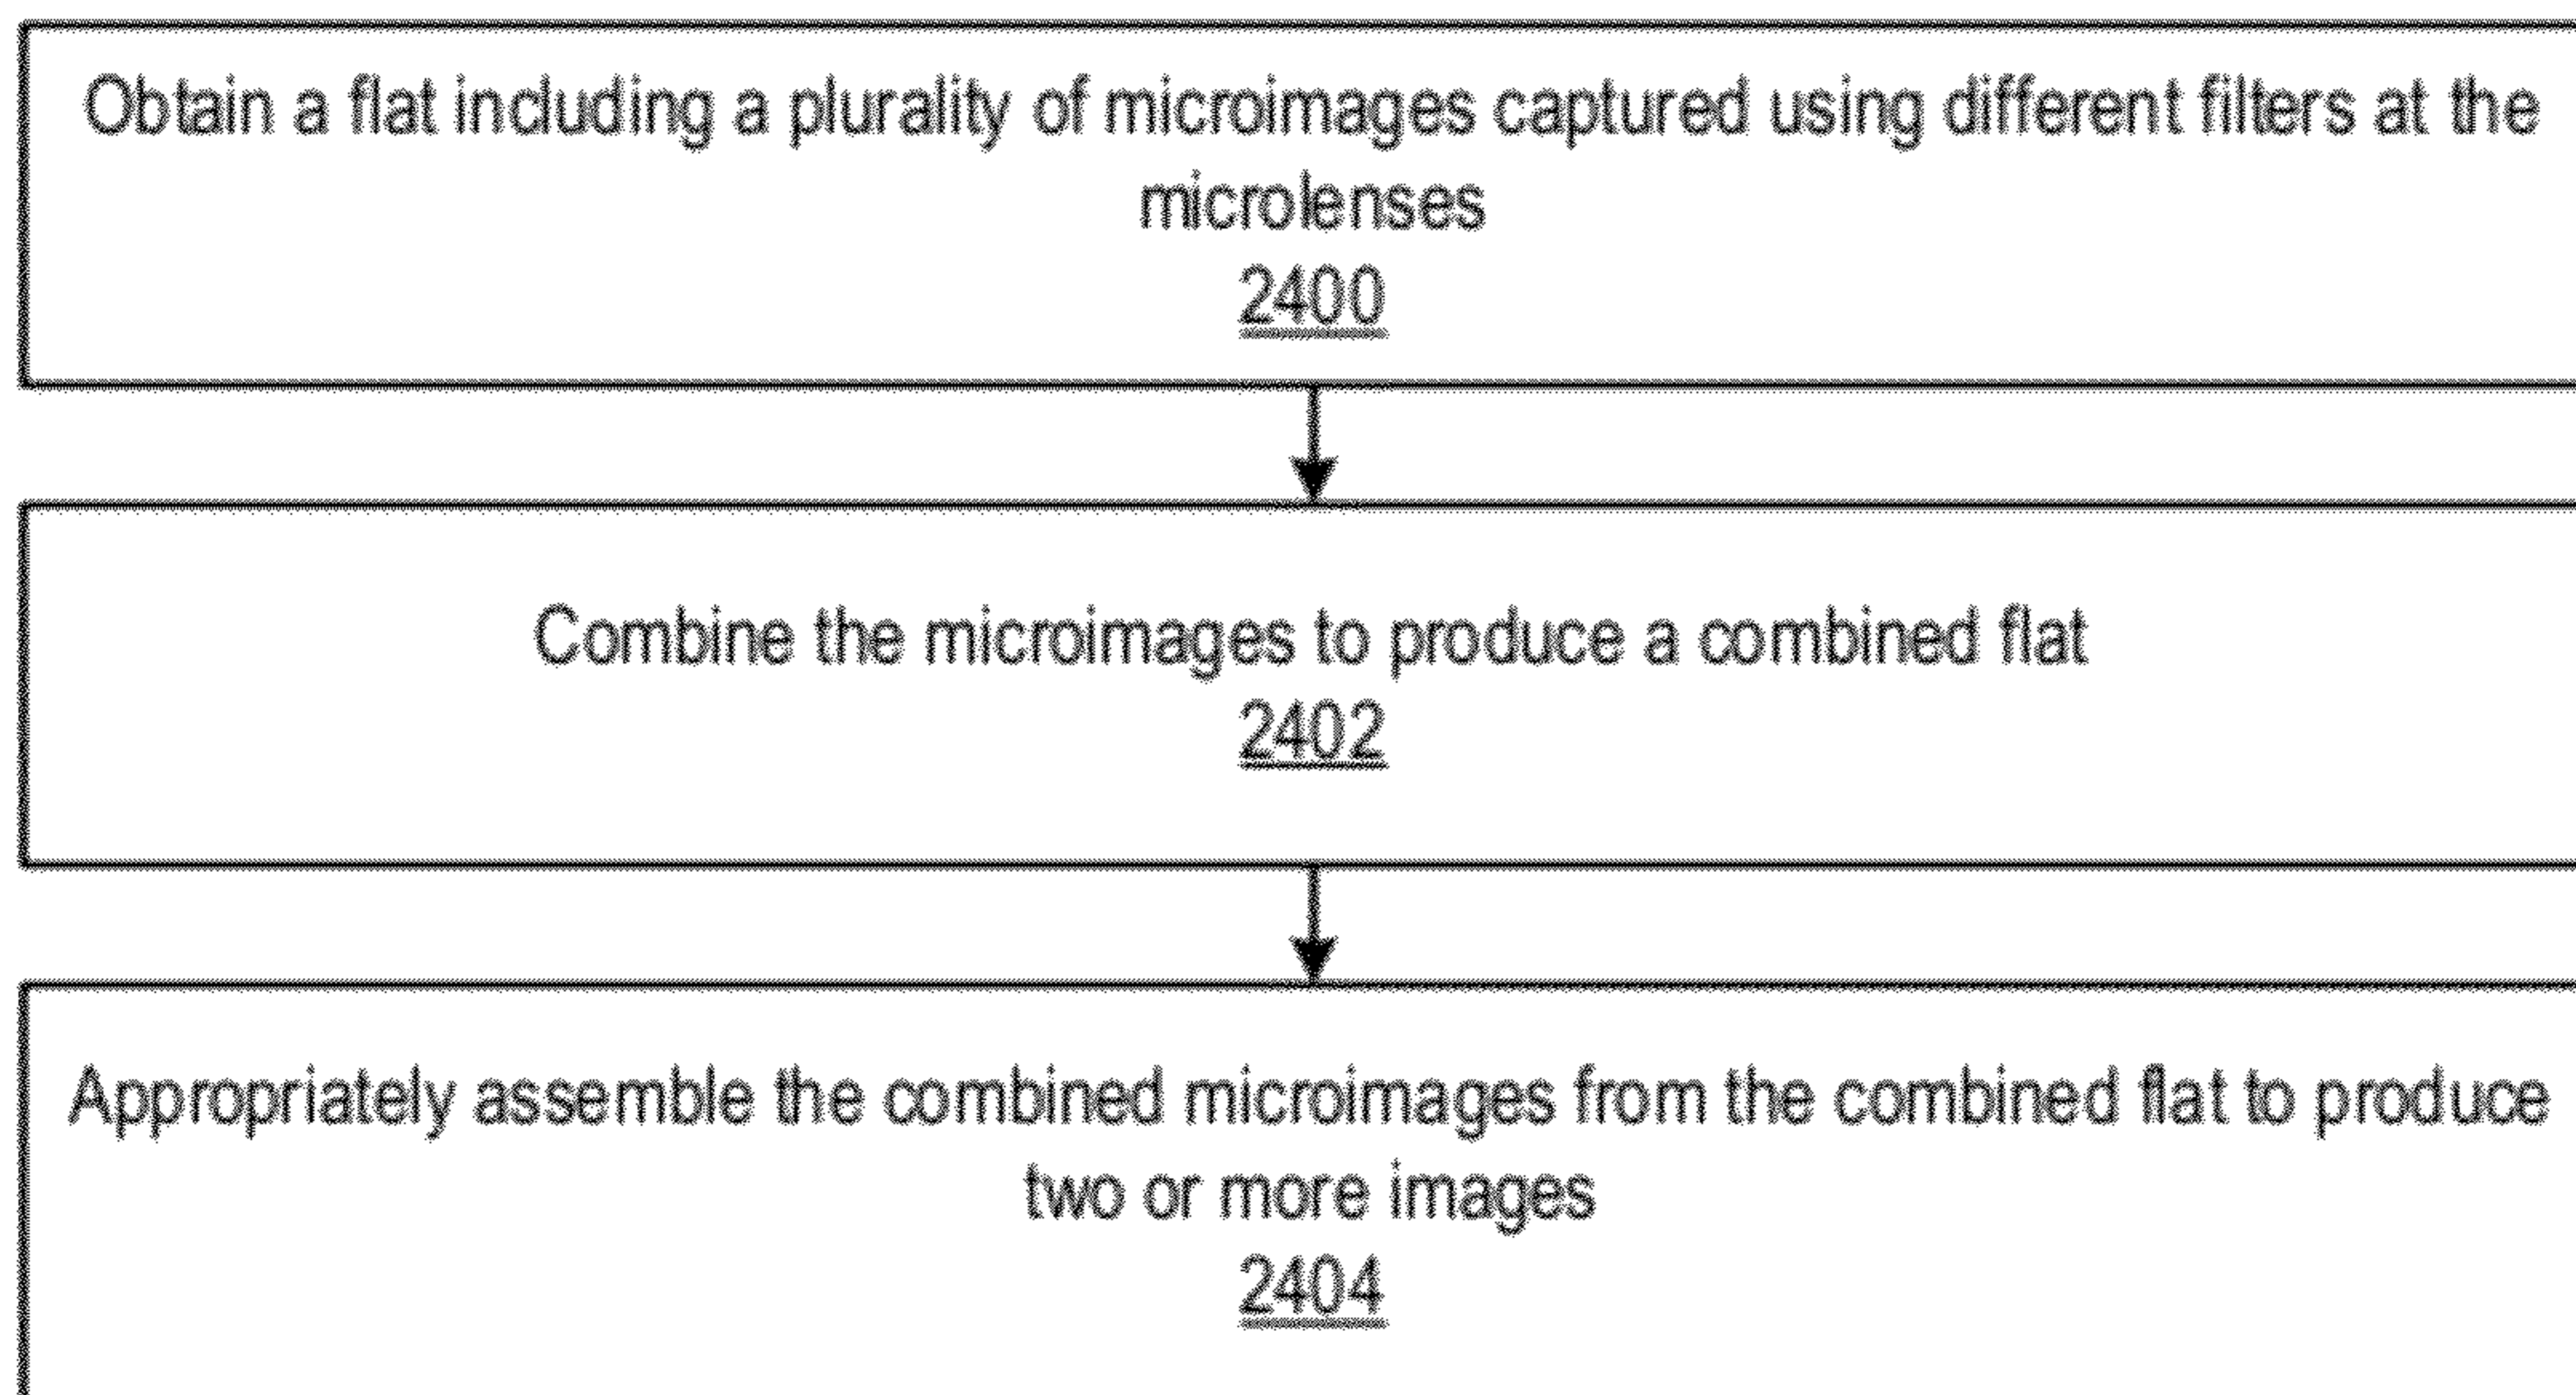 Obtain a flat including a plurality of microimages captured using different filters at the
microlenses
2400
Combine the microimages to produce a combined flat
2402
Appropriately assemble the combined microimages from the combined flat to produce
two or more images
2404